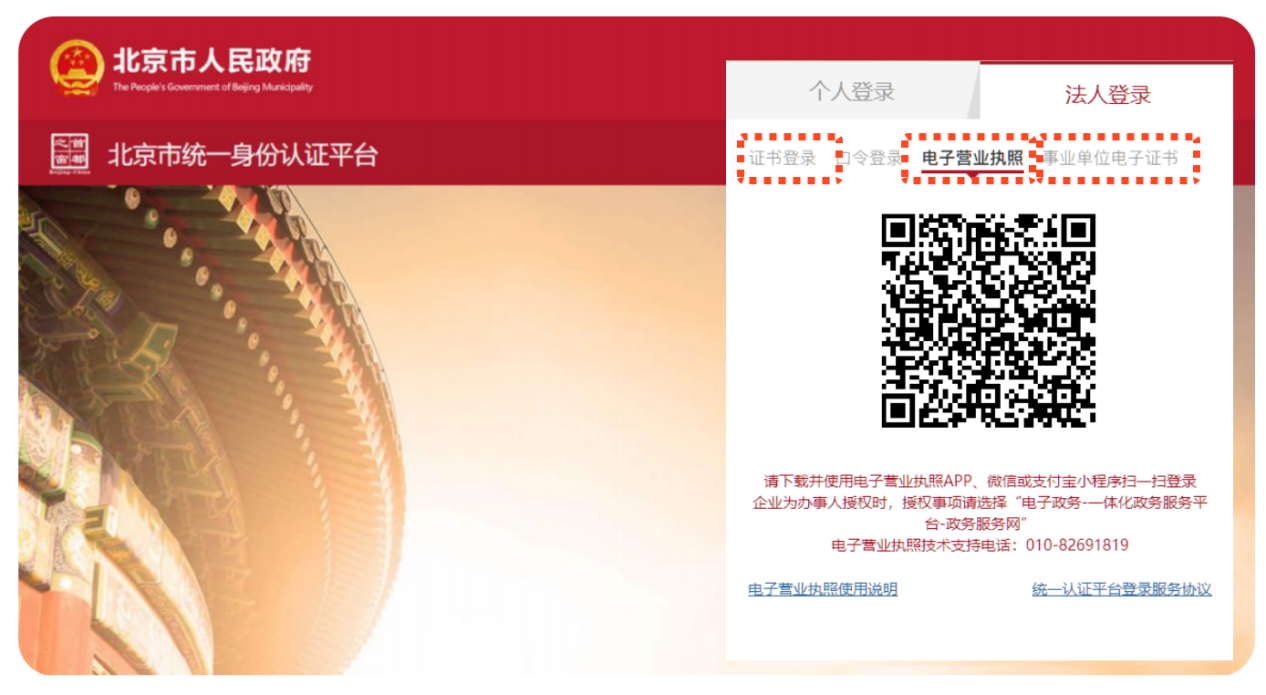 北京市人民政府
The People's Government of Beijing Municipality
首都之窗
Beijing-China
北京市统一身份认证平台
个人登录 法人登录
证书登录 口令登录 电子营业执照 事业单位电子证书
请下载并使用电子营业执照APP、微信或支付宝小程序扫一扫登录
企业为办事人授权时，授权事项请选择“电子政务-一体化政务服务平
台-政务服务网”
电子营业执照技术支持电话：010-82691819
电子营业执照使用说明 统一认证平台登录服务协议